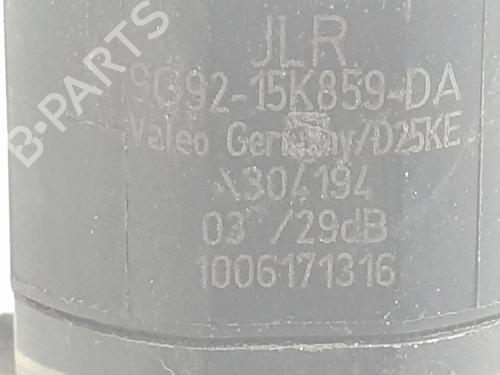 B-PARTS
JLR
9G92-15K859-DA
Valeo Germany/D25KE
\304194
03 /29dB
1006171316